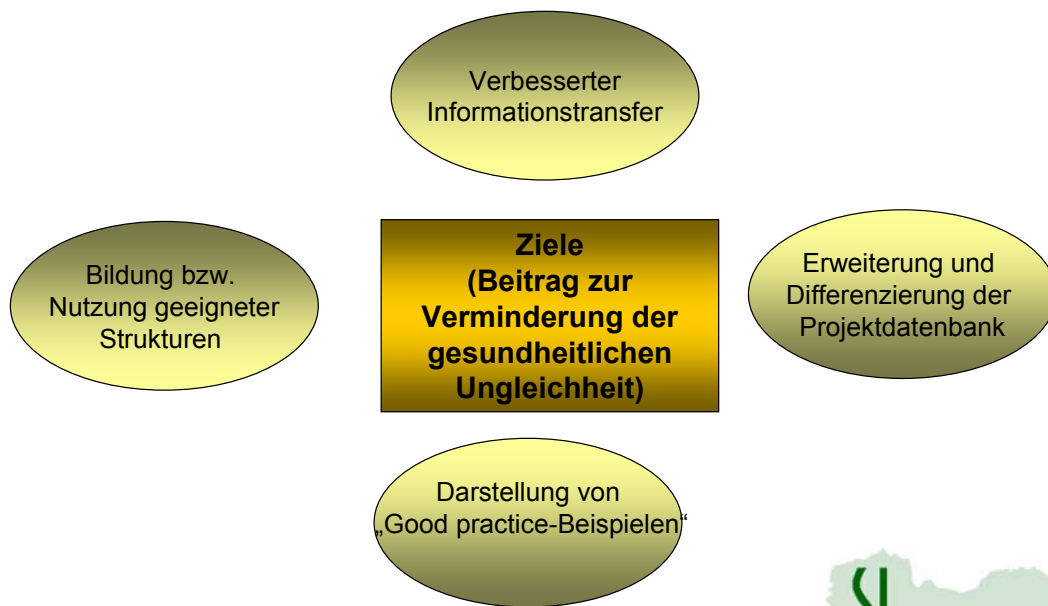 Verbesserter
Informationstransfer
Bildung bzw.
Nutzung geeigneter
Strukturen
Ziele
(Beitrag zur
Verminderung der
gesundheitlichen
Ungleichheit)
Erweiterung und
Differenzierung der
Projektdatenbank
Darstellung von
„Good practice-Beispielen“